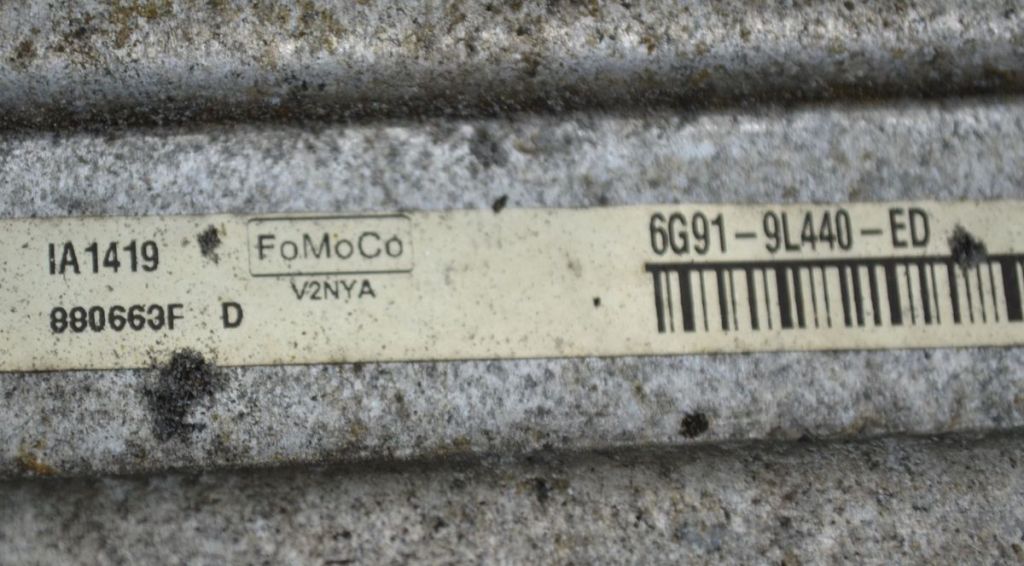 IA1419
880663F D
FoMoCo
V2NYA
6G91-9L440-ED